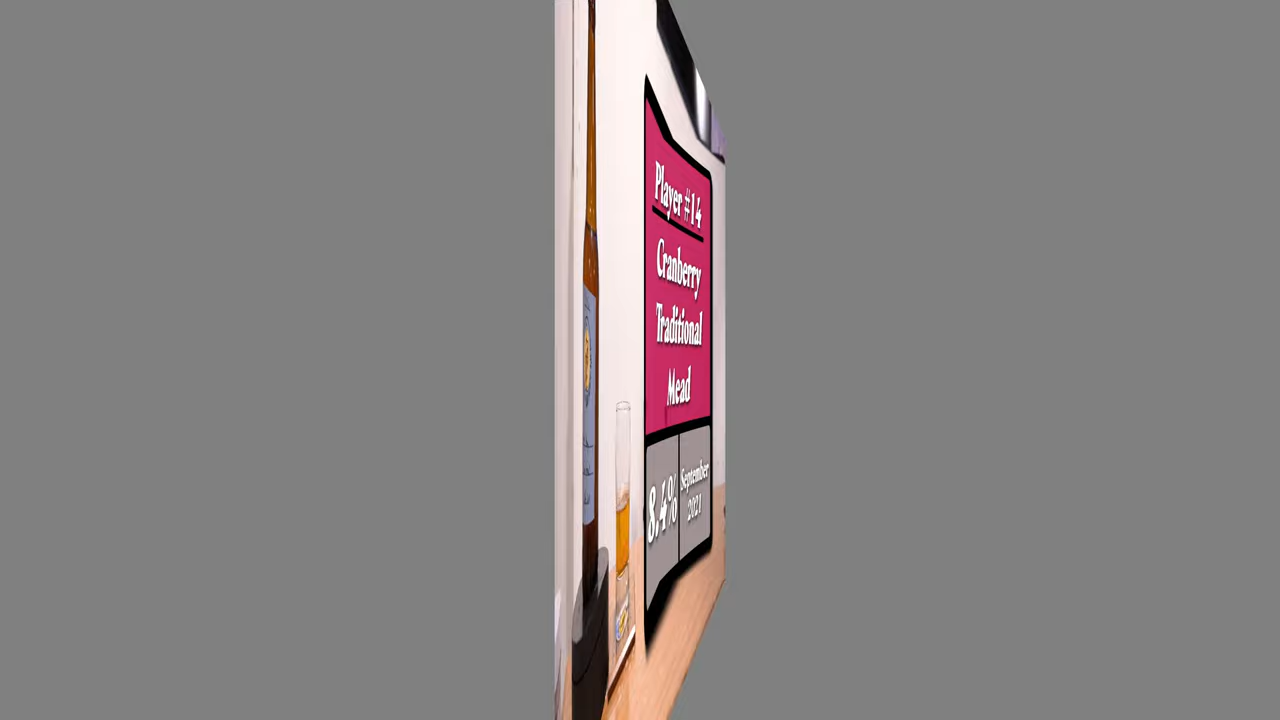 Player #14
Cranberry
Traditional
Mead
8.4%
September
2021